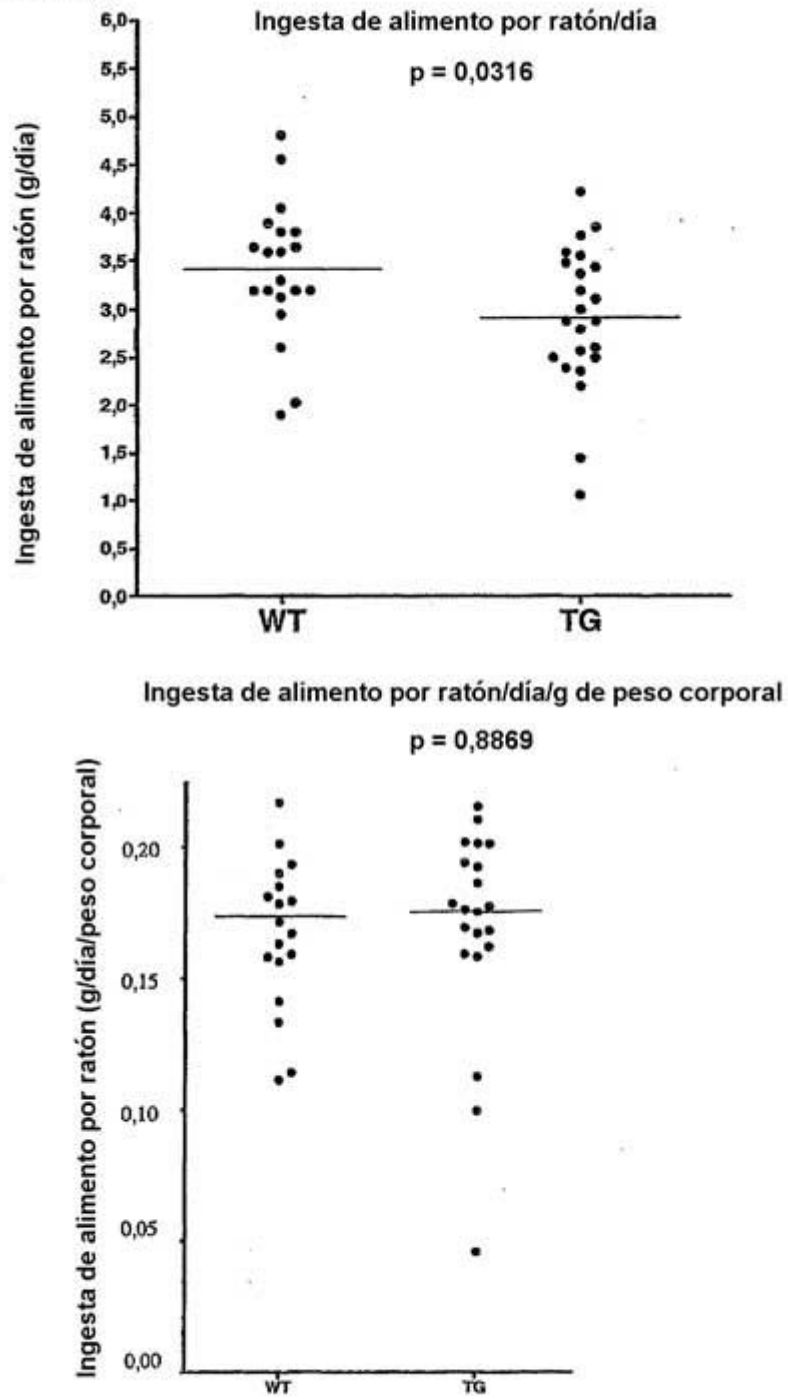 Ingesta de alimento por ratón/día
p = 0,0316
Ingesta de alimento por ratón (g/día)
6,0
5,5
5,0
4,5
4,0
3,5
3,0
2,5
2,0
1,5
1,0
0,5
0,0
WT
TG
Ingesta de alimento por ratón/día/g de peso corporal
p = 0,8869
Ingesta de alimento por ratón (g/día/peso corporal)
0,20
0,15
0,10
0,05
0,00
WT
TG